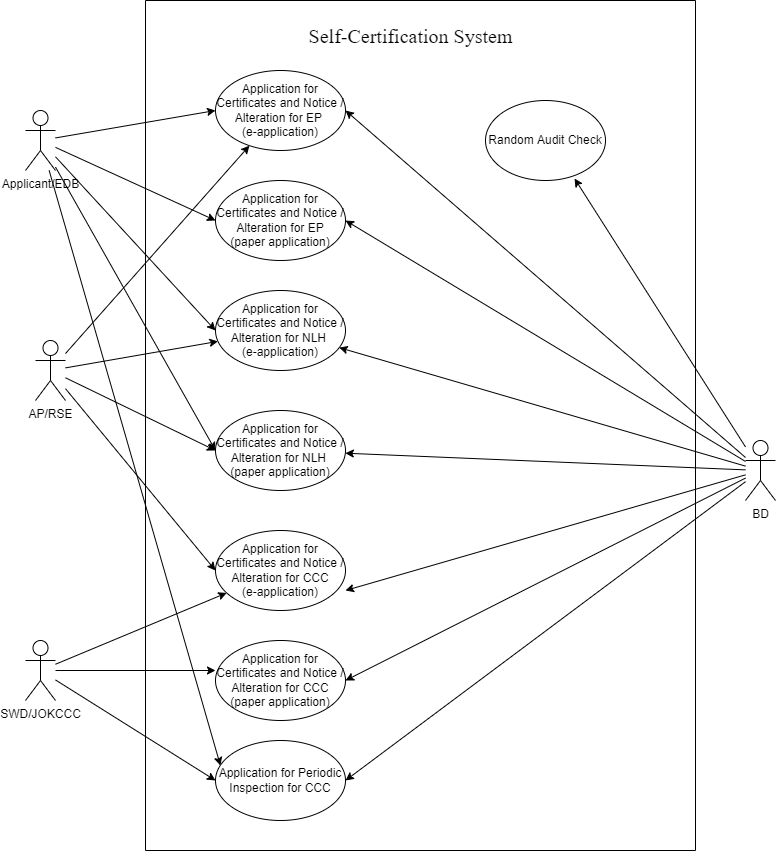 Self-Certification System
Application for
Certificates and Notice /
Alteration for EP
(e-application)
Random Audit Check
Applicant/EDB
Application for
Certificates and Notice /
Alteration for EP
(paper application)
Application for
Certificates and Notice /
Alteration for NLH
(e-application)
AP/RSE
Application for
Certificates and Notice /
Alteration for NLH
(paper application)
BD
Application for
Certificates and Notice /
Alteration for CCC
(e-application)
Application for
Certificates and Notice /
Alteration for CCC
(paper application)
SWD/JOKCCC
Application for Periodic
Inspection for CCC